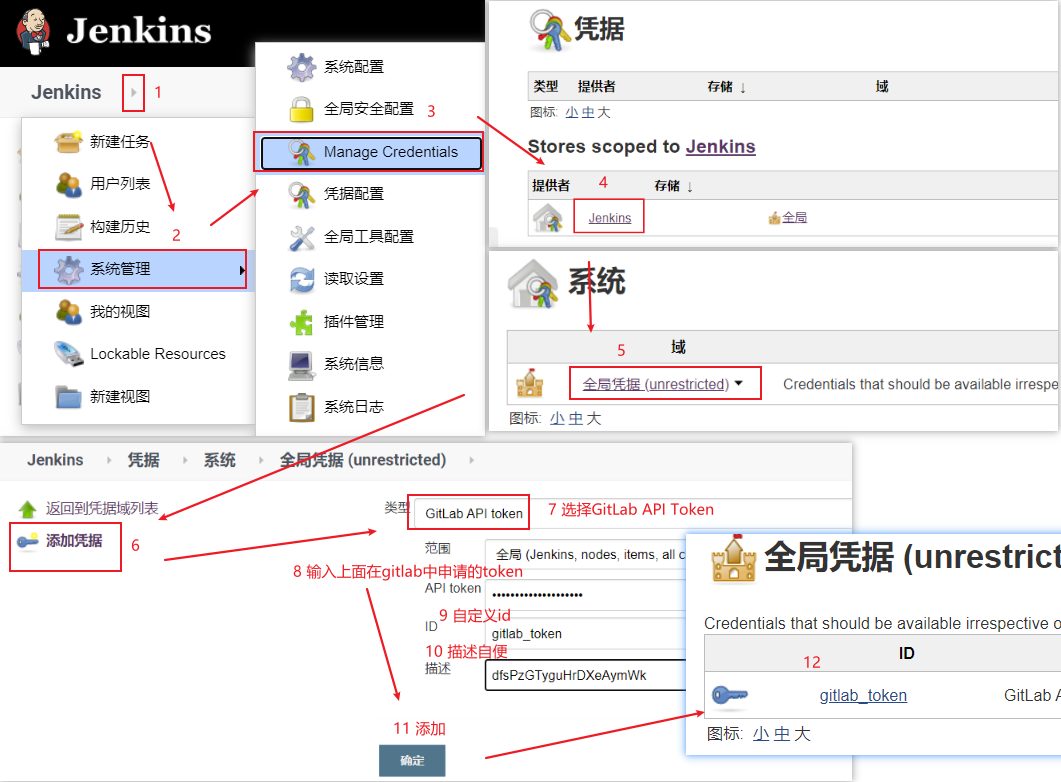 Jenkins
Jenkins
1
新建任务
用户列表
构建历史
2
系统管理
我的视图
Lockable Resources
新建视图
系统配置
全局安全配置
3
Manage Credentials
凭据配置
全局工具配置
读取设置
插件管理
系统信息
系统日志
凭据
类型 提供者 存储 ↓ 域
图标: 小 中 大
Stores scoped to Jenkins
提供者 4 存储 ↓
Jenkins 全局
系统
5 域
全局凭据 (unrestricted) Credentials that should be available irrespe
图标: 小 中 大
Jenkins 凭据 系统 全局凭据 (unrestricted)
返回到凭据域列表
添加凭据
6
类型 GitLab API token
7 选择GitLab API Token
范围 全局 (Jenkins, nodes, items, all c
8 输入上面在gitlab中申请的token
API token ••••••••••••••••••••
9 自定义id
ID gitlab_token
10 描述自便
描述 dfsPzGTyguHrDXeAymWk
11 添加
确定
全局凭据 (unrestrict
Credentials that should be available irrespective o
12 ID
gitlab_token GitLab A
图标: 小 中 大